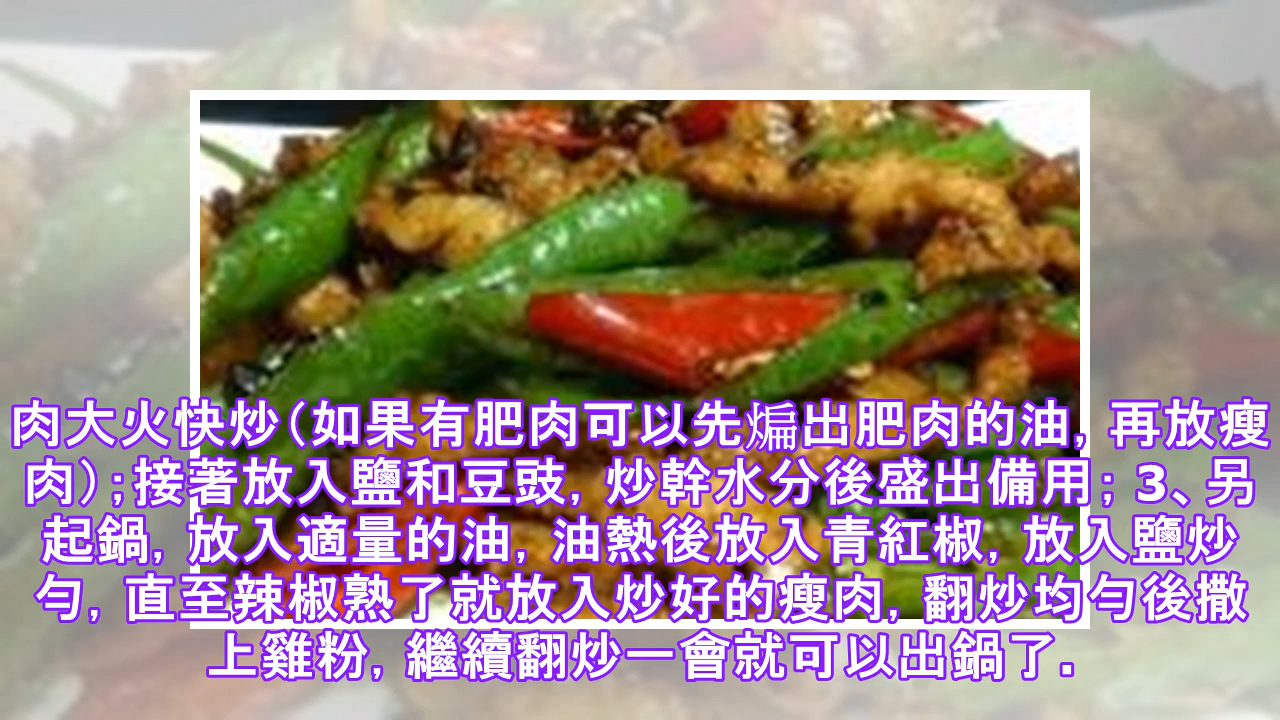 肉大火快炒(如果有肥肉可以先煸出肥肉的油, 再放瘦
肉);接著放入鹽和豆豉, 炒幹水分後盛出備用; 3、另
起鍋, 放入適量的油, 油熱後放入青紅椒, 放入鹽炒
勻, 直至辣椒熟了就放入炒好的瘦肉, 翻炒均勻後撒
上雞粉, 繼續翻炒一會就可以出鍋了.